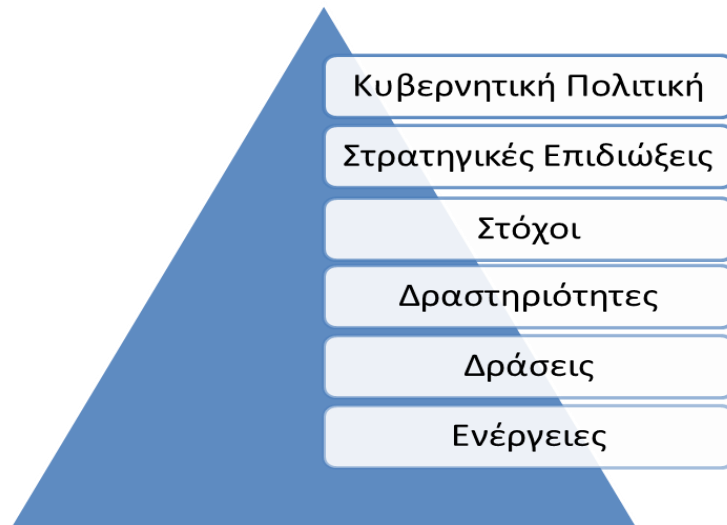 Κυβερνητική Πολιτική
Στρατηγικές Επιδιώξεις
Στόχοι
Δραστηριότητες
Δράσεις
Ενέργειες